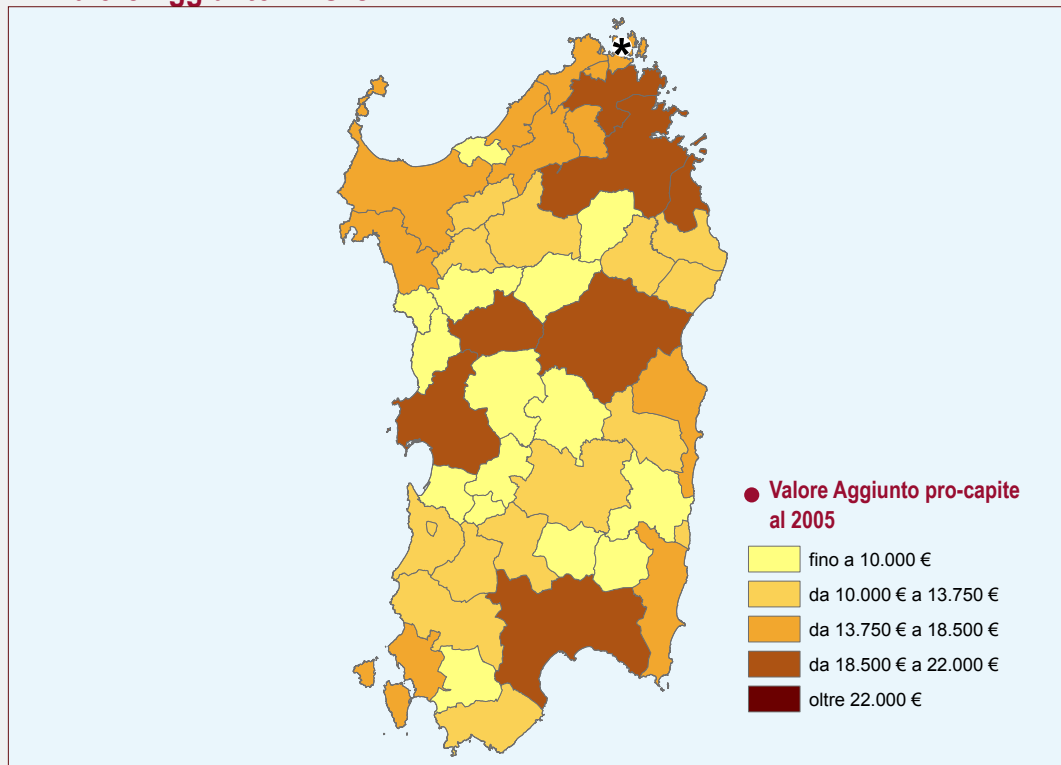 *
● Valore Aggiunto pro-capite
al 2005
fino a 10.000 €
da 10.000 € a 13.750 €
da 13.750 € a 18.500 €
da 18.500 € a 22.000 €
oltre 22.000 €